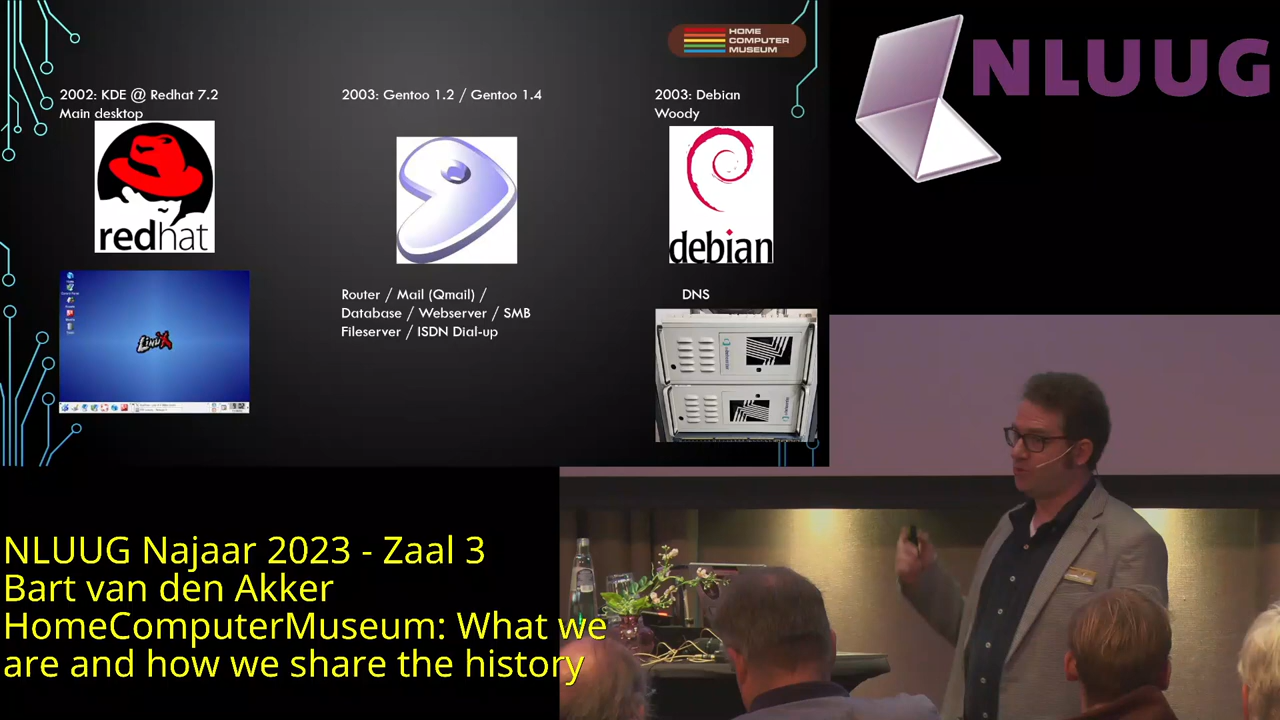 HOME
COMPUTER
MUSEUM
NLUUG
2002: KDE @ Redhat 7.2
Main desktop
redhat
LinuX
2003: Gentoo 1.2 / Gentoo 1.4
Router / Mail (Qmail) /
Database / Webserver / SMB
Fileserver / ISDN Dial-up
2003: Debian
Woody
debian
DNS
NLUUG Najaar 2023 - Zaal 3
Bart van den Akker
HomeComputerMuseum: What we
are and how we share the history